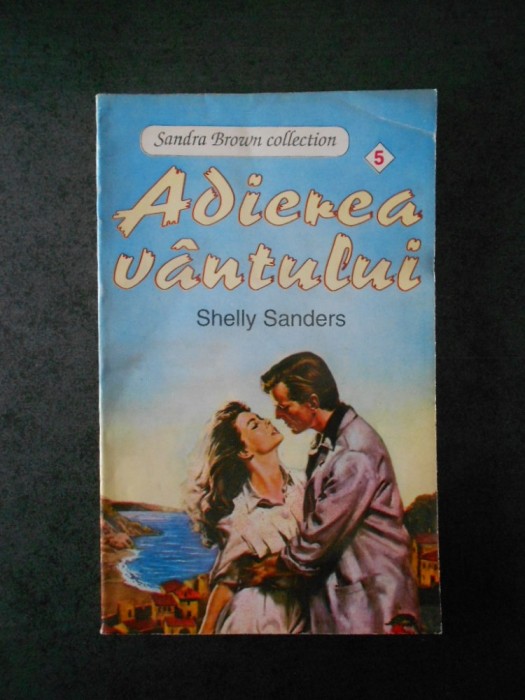 Sandra Brown collection
5
Adierea
vântului
Shelly Sanders